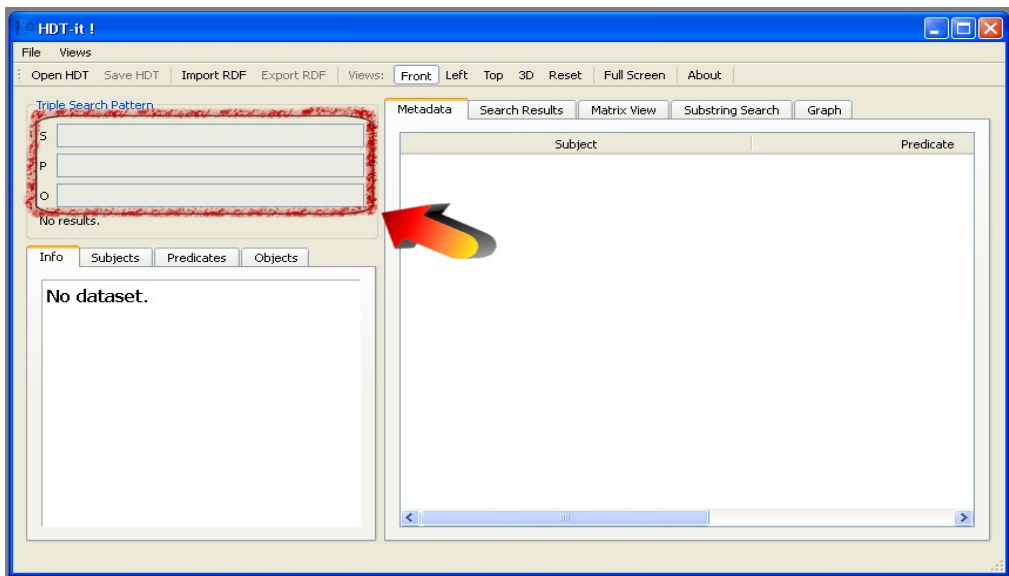 HDT-it !
File Views
Open HDT Save HDT Import RDF Export RDF Views: Front Left Top 3D Reset Full Screen About
Triple Search Pattern
S
P
O
No results.
Info Subjects Predicates Objects
No dataset.
Metadata Search Results Matrix View Substring Search Graph
Subject Predicate